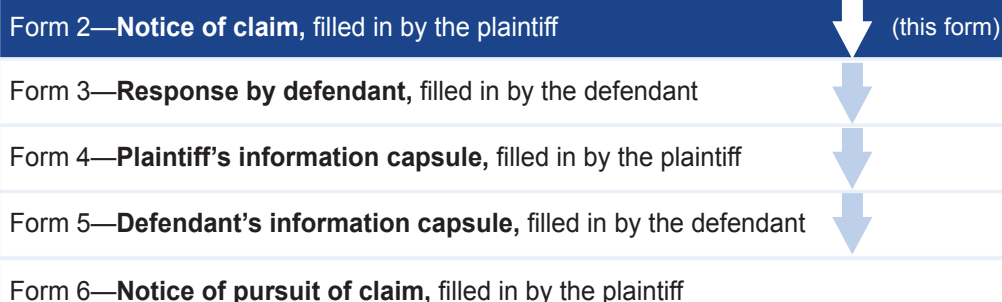 Form 2—Notice of claim, filled in by the plaintiff (this form)
Form 3—Response by defendant, filled in by the defendant
Form 4—Plaintiff’s information capsule, filled in by the plaintiff
Form 5—Defendant’s information capsule, filled in by the defendant
Form 6—Notice of pursuit of claim, filled in by the plaintiff